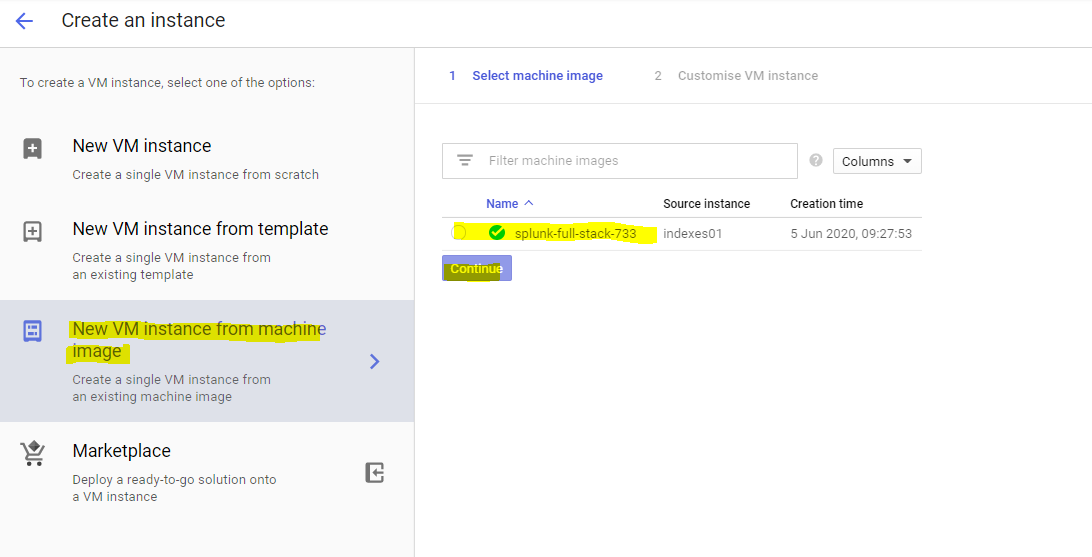 Create an instance
To create a VM instance, select one of the options:
New VM instance
Create a single VM instance from scratch
New VM instance from template
Create a single VM instance from
an existing template
New VM instance from machine
image
Create a single VM instance from
an existing machine image
Marketplace
Deploy a ready-to-go solution onto
a VM instance
1 Select machine image 2 Customise VM instance
Filter machine images ? Columns
Name Source instance Creation time
splunk-full-stack-733 indexes01 5 Jun 2020, 09:27:53
Continue